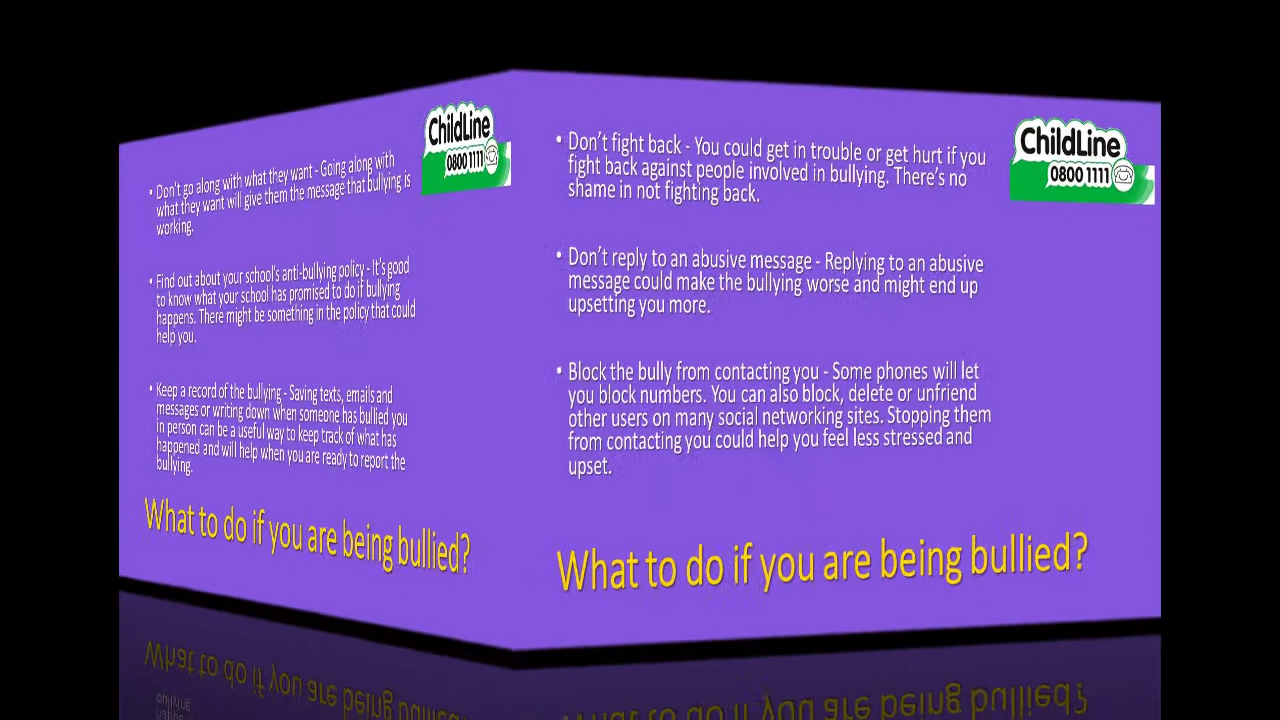 • Don't go along with what they want - Going along with
what they want will give them the message that bullying is
working.
• Find out about your school's anti-bullying policy - It's good
to know what your school has promised to do if bullying
happens. There might be something in the policy that could
help you.
• Keep a record of the bullying - Saving texts, emails and
messages or writing down when someone has bullied you
in person can be a useful way to keep track of what has
happened and will help when you are ready to report the
bullying.
What to do if you are being bullied?
ChildLine
0800 1111
• Don't fight back - You could get in trouble or get hurt if you
fight back against people involved in bullying. There's no
shame in not fighting back.
• Don't reply to an abusive message - Replying to an abusive
message could make the bullying worse and might end up
upsetting you more.
• Block the bully from contacting you - Some phones will let
you block numbers. You can also block, delete or unfriend
other users on many social networking sites. Stopping them
from contacting you could help you feel less stressed and
upset.
What to do if you are being bullied?
ChildLine
0800 1111